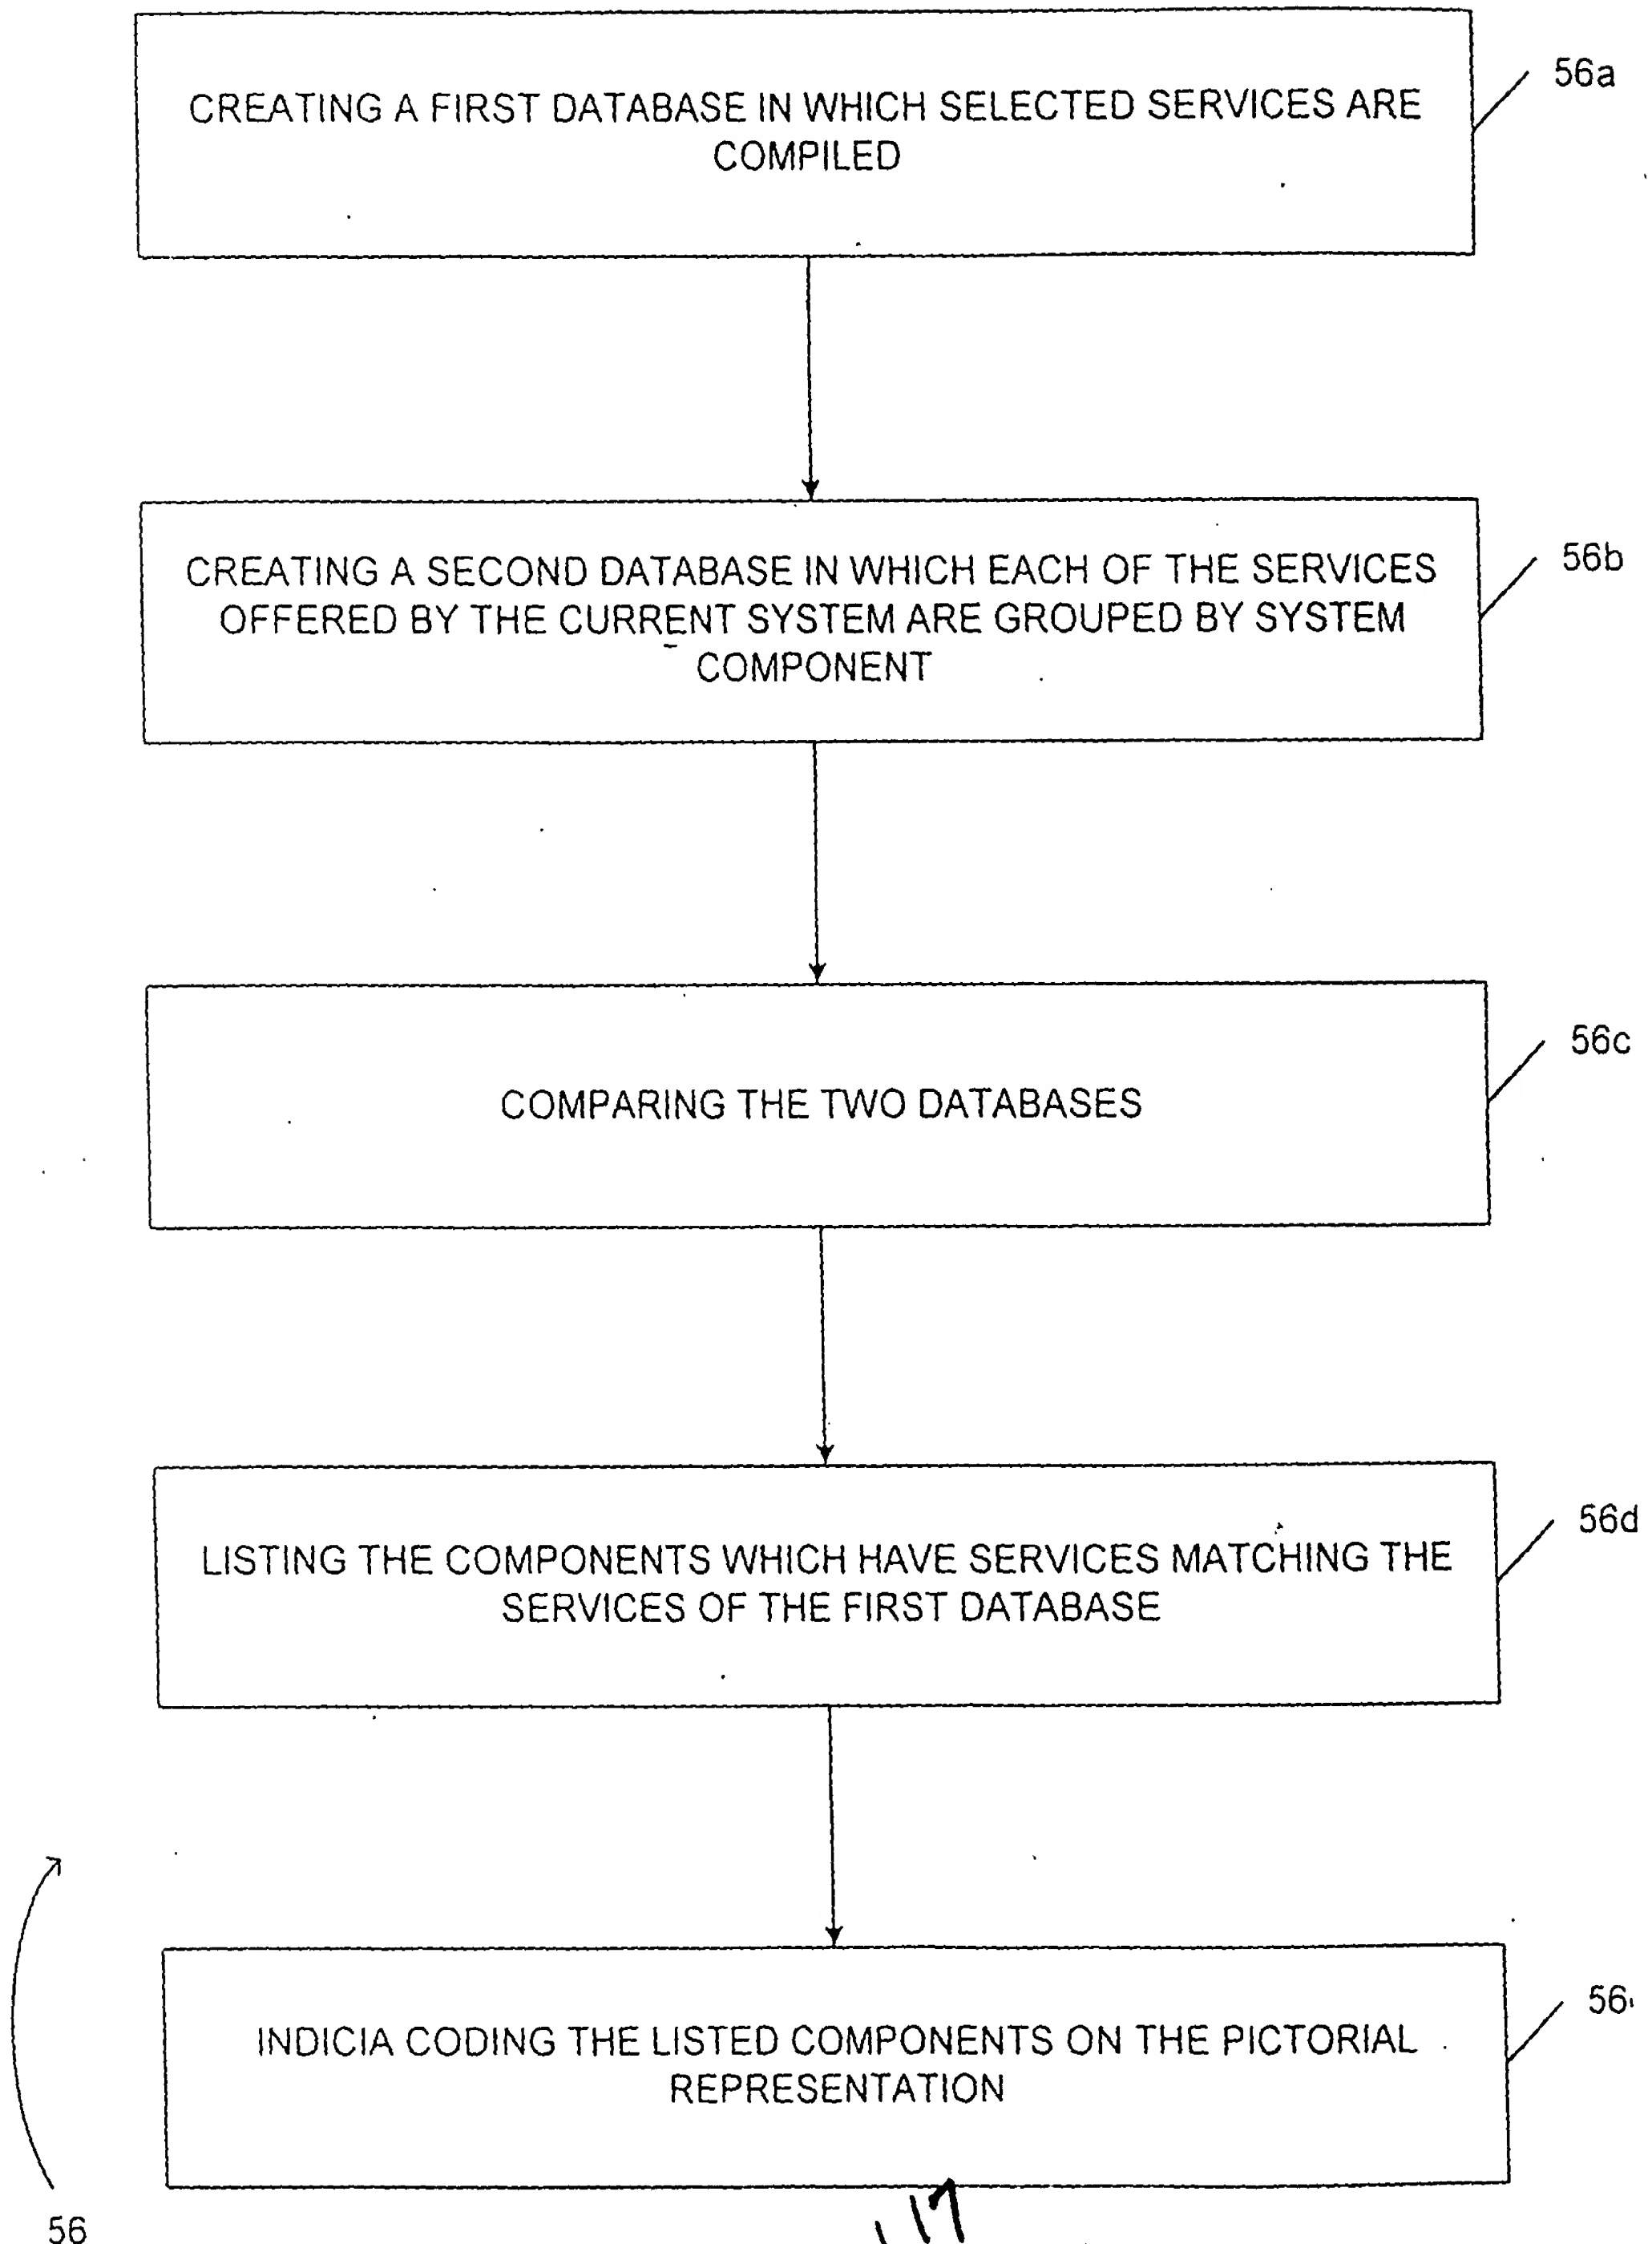 CREATING A FIRST DATABASE IN WHICH SELECTED SERVICES ARE
COMPILED
56a
CREATING A SECOND DATABASE IN WHICH EACH OF THE SERVICES
OFFERED BY THE CURRENT SYSTEM ARE GROUPED BY SYSTEM
COMPONENT
56b
COMPARING THE TWO DATABASES
56c
LISTING THE COMPONENTS WHICH HAVE SERVICES MATCHING THE
SERVICES OF THE FIRST DATABASE
56d
INDICIA CODING THE LISTED COMPONENTS ON THE PICTORIAL
REPRESENTATION
56
56